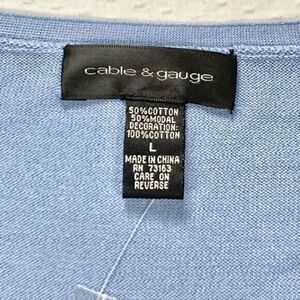 cable & gauge
50%COTTON
50%MODAL
DECORATION:
100%COTTON
L
MADE IN CHINA
RN 73163
CARE ON
REVERSE